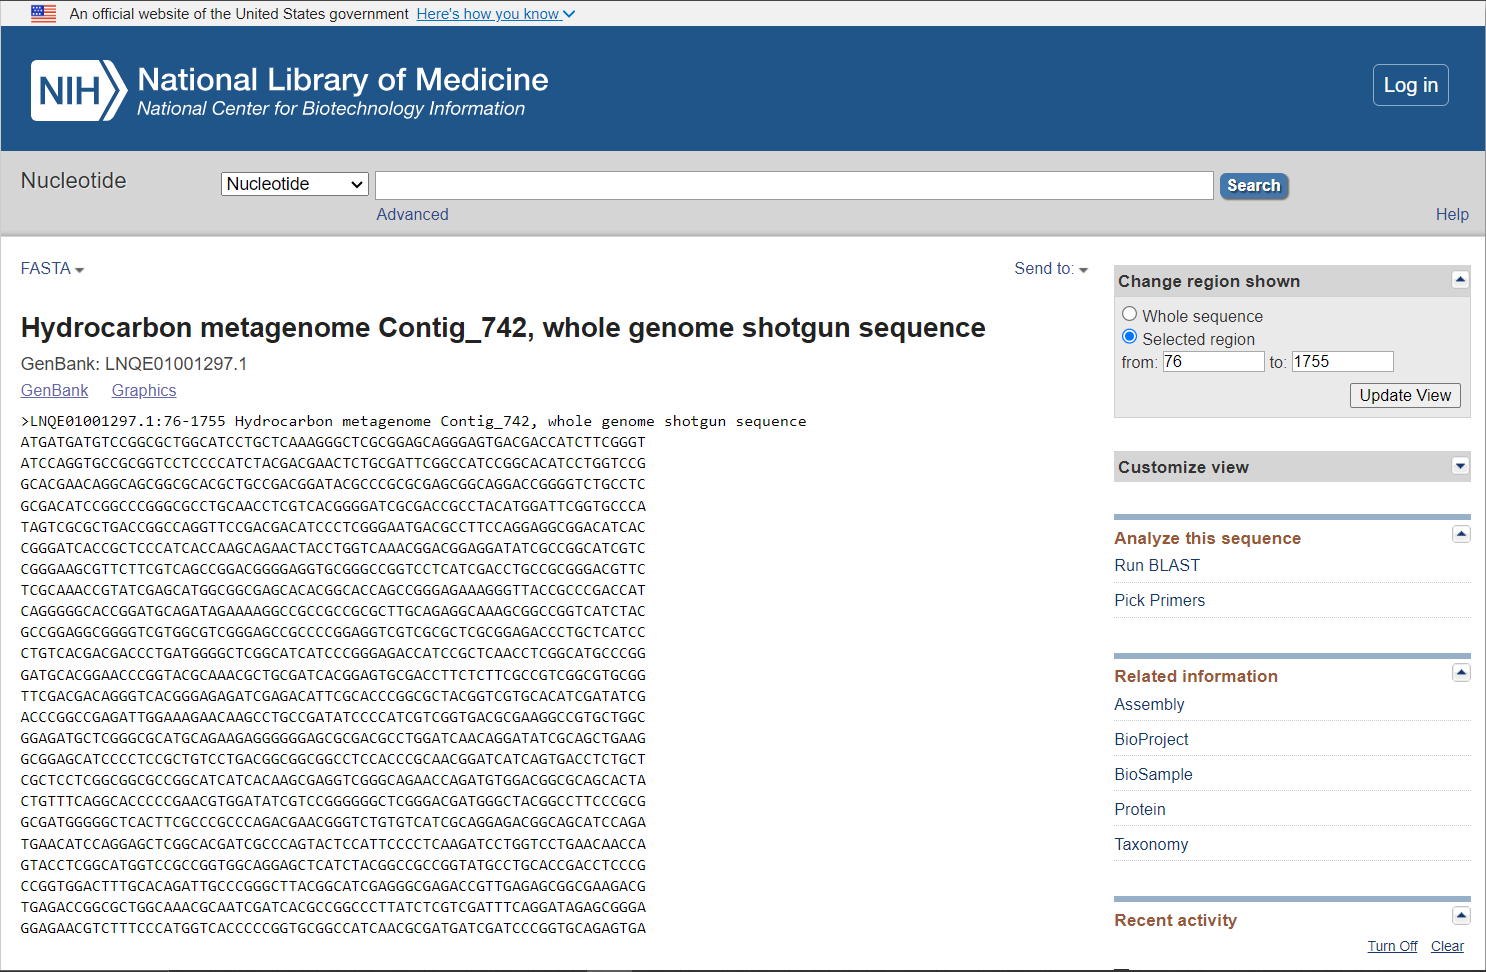 An official website of the United States government Here's how you know
NIH National Library of Medicine
National Center for Biotechnology Information
Log in
Nucleotide
Nucleotide
Search
Advanced
Help
FASTA
Send to:
Hydrocarbon metagenome Contig_742, whole genome shotgun sequence
GenBank: LNQE01001297.1
GenBank Graphics
>LNQE01001297.1:76-1755 Hydrocarbon metagenome Contig_742, whole genome shotgun sequence
ATGATGATGTCCGGCGCTGGCATCCTGCTCAAAGGGCTCGCGGAGCAGGGAGTGACGACCATCTTCGGGT
ATCCAGGTGCCGCGGTCCTCCCCATCTACGACGAACTCTGCGATTCGGCCATCCGGCACATCCTGGTCCG
GCACGAACAGGCAGCGGCGCACGCTGCCGACGGATACGCCCGCGCGAGCGGCAGGACCGGGGTCTGCCTC
GCGACATCCGGCCCGGGCGCCTGCAACCTCGTCACGGGGATCGCGACCGCCTACATGGATTCGGTGCCCA
TAGTCGCGCTGACCGGCCAGGTTCCGACGACATCCCTCGGGAATGACGCCTTCCAGGAGGCGGACATCAC
CGGGATCACCGCTCCCATCACCAAGCAGAACTACCTGGTCAAACGGACGGAGGATATCGCCGGCATCGTC
CGGGAAGCGTTCTTCGTCAGCCGGACGGGGAGGTGCGGGCCGGTCCTCATCGACCTGCCGCGGGACGTTC
TCGCAAACCGTATCGAGCATGGCGGCGAGCACACGGCACCAGCCGGGAGAAAGGGTTACCGCCCGACCAT
CAGGGGGCACCGGATGCAGATAGAAAAGGCCGCCGCCGCGCTTGCAGAGGCAAAGCGGCCGGTCATCTAC
GCCGGAGGCGGGGTCGTGGCGTCGGGAGCCGCCCCGGAGGTCGTCGCGCTCGCGGAGACCCTGCTCATCC
CTGTCACGACGACCCTGATGGGGCTCGGCATCATCCCGGGAGACCATCCGCTCAACCTCGGCATGCCCGG
GATGCACGGAACCCGGTACGCAAACGCTGCGATCACGGAGTGCGACCTTCTCTTCGCCGTCGGCGTGCGG
TTCGACGACAGGGTCACGGGAGAGATCGAGACATTCGCACCCGGCGCTACGGTCGTGCACATCGATATCG
ACCCGGCCGAGATTGGAAAGAACAAGCCTGCCGATATCCCCATCGTCGGTGACGCGAAGGCCGTGCTGGC
GGAGATGCTCGGGCGCATGCAGAAGAGGGGGGAGCGCGACGCCTGGATCAACAGGATATCGCAGCTGAAG
GCGGAGCATCCCCTCCGCTGTCCTGACGGCGGCGGCCTCCACCCGCAACGGATCATCAGTGACCTCTGCT
CGCTCCTCGGCGGCGCCGGCATCATCACAAGCGAGGTCGGGCAGAACCAGATGTGGACGGCGCAGCACTA
CTGTTTCAGGCACCCCCGAACGTGGATATCGTCCGGGGGGCTCGGGACGATGGGCTACGGCCTTCCCGCG
GCGATGGGGGCTCACTTCGCCCGCCCAGACGAACGGGTCTGTGTCATCGCAGGAGACGGCAGCATCCAGA
TGAACATCCAGGAGCTCGGCACGATCGCCCAGTACTCCATTCCCCTCAAGATCCTGGTCCTGAACAACCA
GTACCTCGGCATGGTCCGCCGGTGGCAGGAGCTCATCTACGGCCGCCGGTATGCCTGCACCGACCTCCCG
CCGGTGGACTTTGCACAGATTGCCCGGGCTTACGGCATCGAGGGCGAGACCGTTGAGAGCGGCGAAGACG
TGAGACCGGCGCTGGCAAACGCAATCGATCACGCCGGCCCTTATCTCGTCGATTTCAGGATAGAGCGGGA
GGAGAACGTCTTTCCCATGGTCACCCCCGGTGCGGCCATCAACGCGATGATCGATCCCGGTGCAGAGTGA
Change region shown
Whole sequence
Selected region
from: 76 to: 1755
Update View
Customize view
Analyze this sequence
Run BLAST
Pick Primers
Related information
Assembly
BioProject
BioSample
Protein
Taxonomy
Recent activity
Turn Off Clear